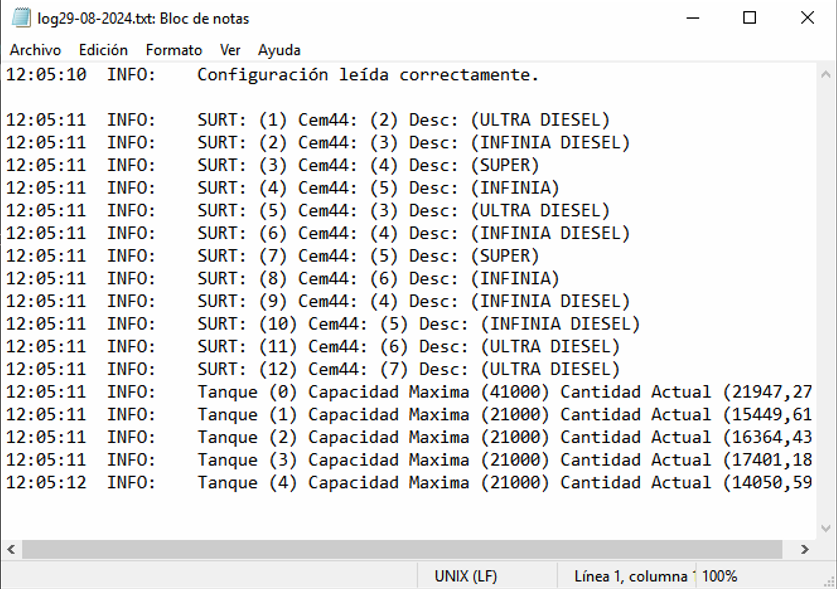 log29-08-2024.txt: Bloc de notas
Archivo Edición Formato Ver Ayuda
12:05:10 INFO: Configuración leída correctamente.
12:05:11 INFO: SURT: (1) Cem44: (2) Desc: (ULTRA DIESEL)
12:05:11 INFO: SURT: (2) Cem44: (3) Desc: (INFINIA DIESEL)
12:05:11 INFO: SURT: (3) Cem44: (4) Desc: (SUPER)
12:05:11 INFO: SURT: (4) Cem44: (5) Desc: (INFINIA)
12:05:11 INFO: SURT: (5) Cem44: (3) Desc: (ULTRA DIESEL)
12:05:11 INFO: SURT: (6) Cem44: (4) Desc: (INFINIA DIESEL)
12:05:11 INFO: SURT: (7) Cem44: (5) Desc: (SUPER)
12:05:11 INFO: SURT: (8) Cem44: (6) Desc: (INFINIA)
12:05:11 INFO: SURT: (9) Cem44: (4) Desc: (INFINIA DIESEL)
12:05:11 INFO: SURT: (10) Cem44: (5) Desc: (INFINIA DIESEL)
12:05:11 INFO: SURT: (11) Cem44: (6) Desc: (ULTRA DIESEL)
12:05:11 INFO: SURT: (12) Cem44: (7) Desc: (ULTRA DIESEL)
12:05:11 INFO: Tanque (0) Capacidad Maxima (41000) Cantidad Actual (21947,27
12:05:11 INFO: Tanque (1) Capacidad Maxima (21000) Cantidad Actual (15449,61
12:05:11 INFO: Tanque (2) Capacidad Maxima (21000) Cantidad Actual (16364,43
12:05:11 INFO: Tanque (3) Capacidad Maxima (21000) Cantidad Actual (17401,18
12:05:12 INFO: Tanque (4) Capacidad Maxima (21000) Cantidad Actual (14050,59
UNIX (LF) Línea 1, columna 100%